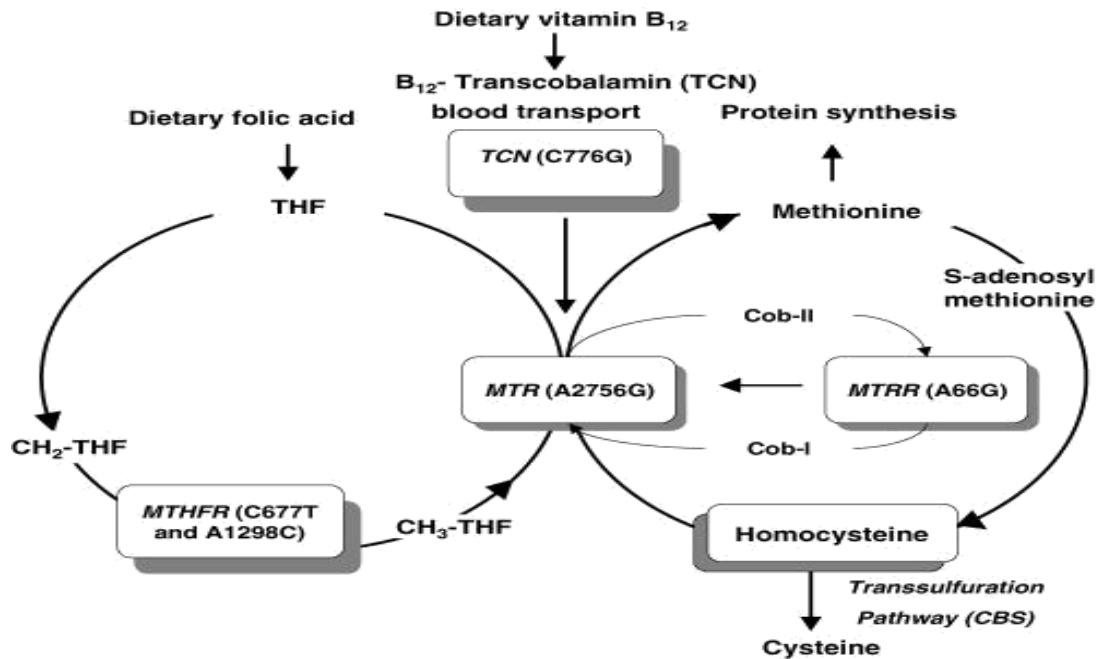 Dietary vitamin B₁₂
B₁₂- Transcobalamin (TCN)
blood transport
Dietary folic acid
Protein synthesis
TCN (C776G)
THF
Methionine
S-adenosyl
methionine
Cob-II
MTR (A2756G)
MTRR (A66G)
CH₂-THF
Cob-I
MTHFR (C677T
and A1298C)
CH₃-THF
Homocysteine
Transsulfuration
Pathway (CBS)
Cysteine